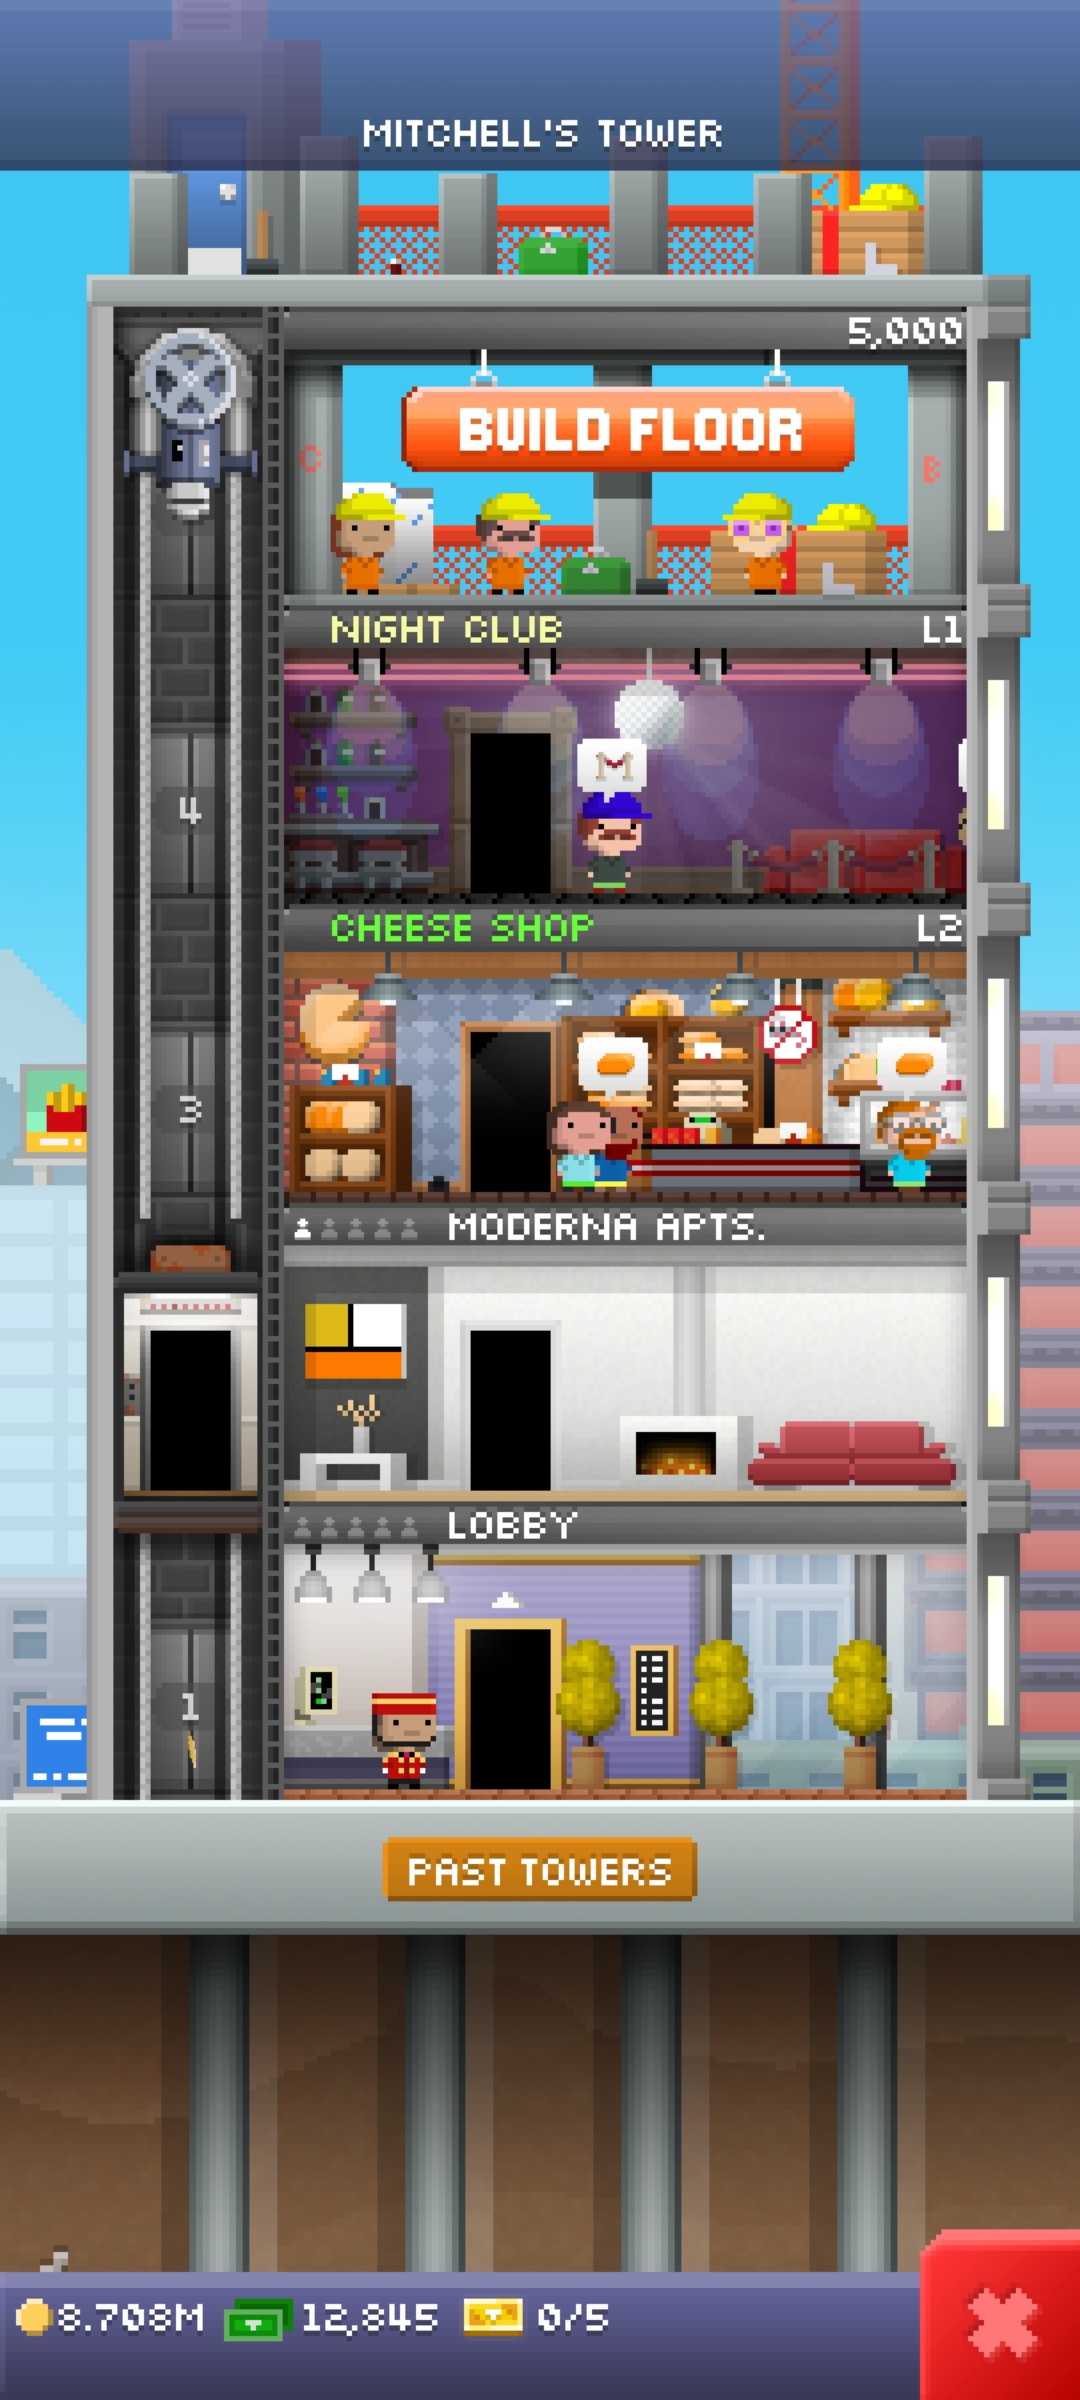 MITCHELL'S TOWER
5,000
BUILD FLOOR
C
B
NIGHT CLUB L1
M
4
CHEESE SHOP L2
3
MODERNA APTS.
LOBBY
1
PAST TOWERS
8.708M 12,845 0/5